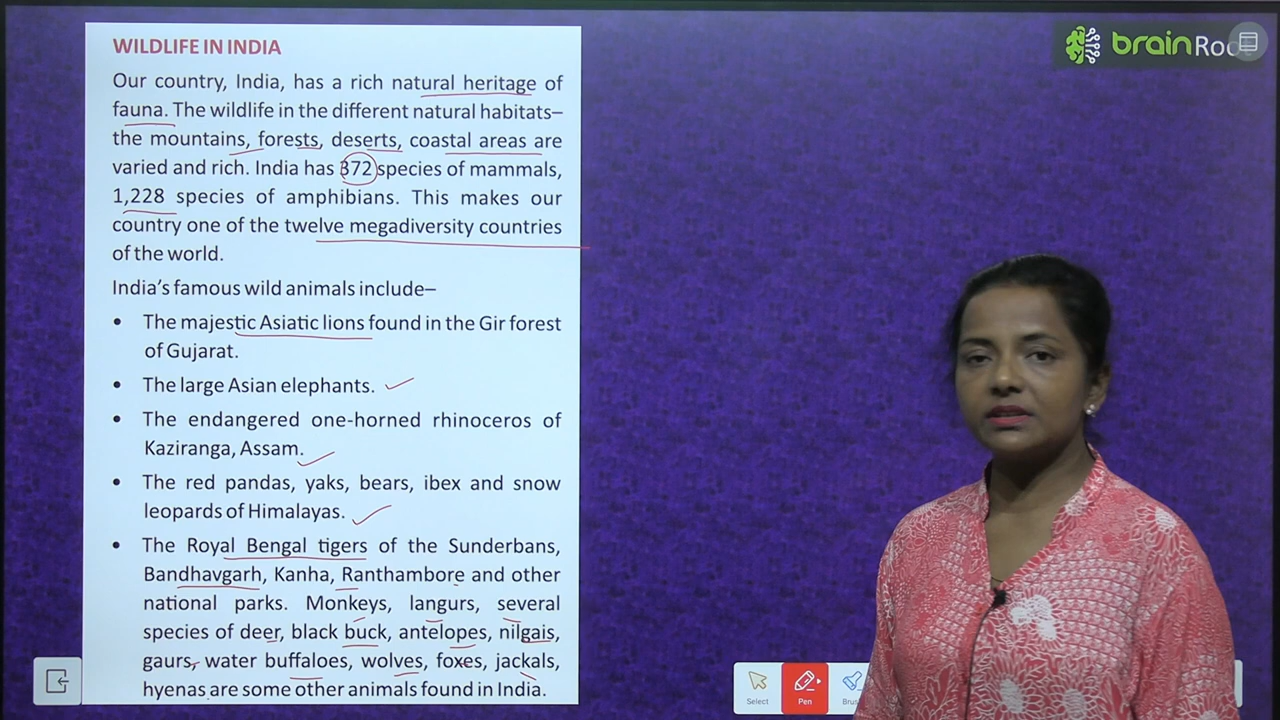 WILDLIFE IN INDIA
Our country, India, has a rich natural heritage of
fauna. The wildlife in the different natural habitats–
the mountains, forests, deserts, coastal areas are
varied and rich. India has 372 species of mammals,
1,228 species of amphibians. This makes our
country one of the twelve megadiversity countries
of the world.
India's famous wild animals include–
• The majestic Asiatic lions found in the Gir forest
of Gujarat.
• The large Asian elephants.
• The endangered one-horned rhinoceros of
Kaziranga, Assam.
• The red pandas, yaks, bears, ibex and snow
leopards of Himalayas.
• The Royal Bengal tigers of the Sunderbans,
Bandhavgarh, Kanha, Ranthambore and other
national parks. Monkeys, langurs, several
species of deer, black buck, antelopes, nilgais,
gaurs, water buffaloes, wolves, foxes, jackals,
hyenas are some other animals found in India.
brainRoot
Select
Pen